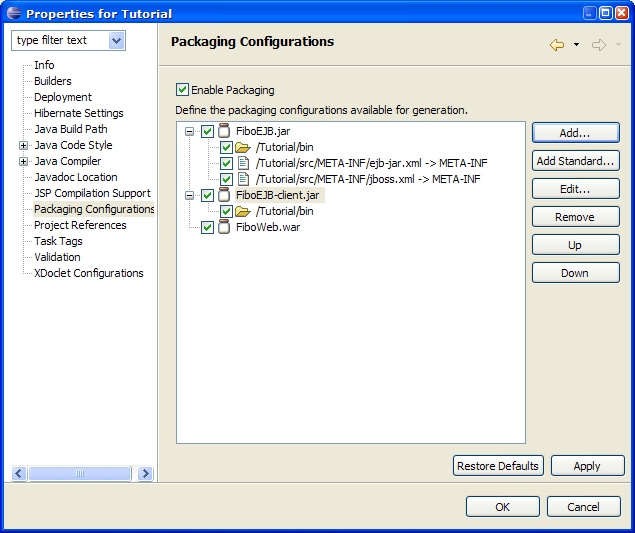 Properties for Tutorial
type filter text
Info
Builders
Deployment
Hibernate Settings
Java Build Path
Java Code Style
Java Compiler
Javadoc Location
JSP Compilation Support
Packaging Configurations
Project References
Task Tags
Validation
XDoclet Configurations
Packaging Configurations
Enable Packaging
Define the packaging configurations available for generation.
FiboEJB.jar
/Tutorial/bin
/Tutorial/src/META-INF/ejb-jar.xml -> META-INF
/Tutorial/src/META-INF/jboss.xml -> META-INF
FiboEJB-client.jar
/Tutorial/bin
FiboWeb.war
Add...
Add Standard...
Edit...
Remove
Up
Down
Restore Defaults
Apply
OK
Cancel